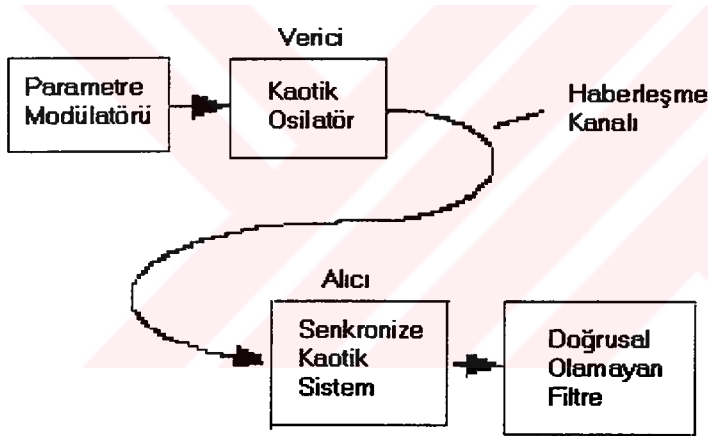 Verici
Parametre
Modülatörü
Kaotik
Osilatör
Haberleşme
Kanalı
Alıcı
Senkronize
Kaotik
Sistem
Doğrusal
Olamayan
Filtre